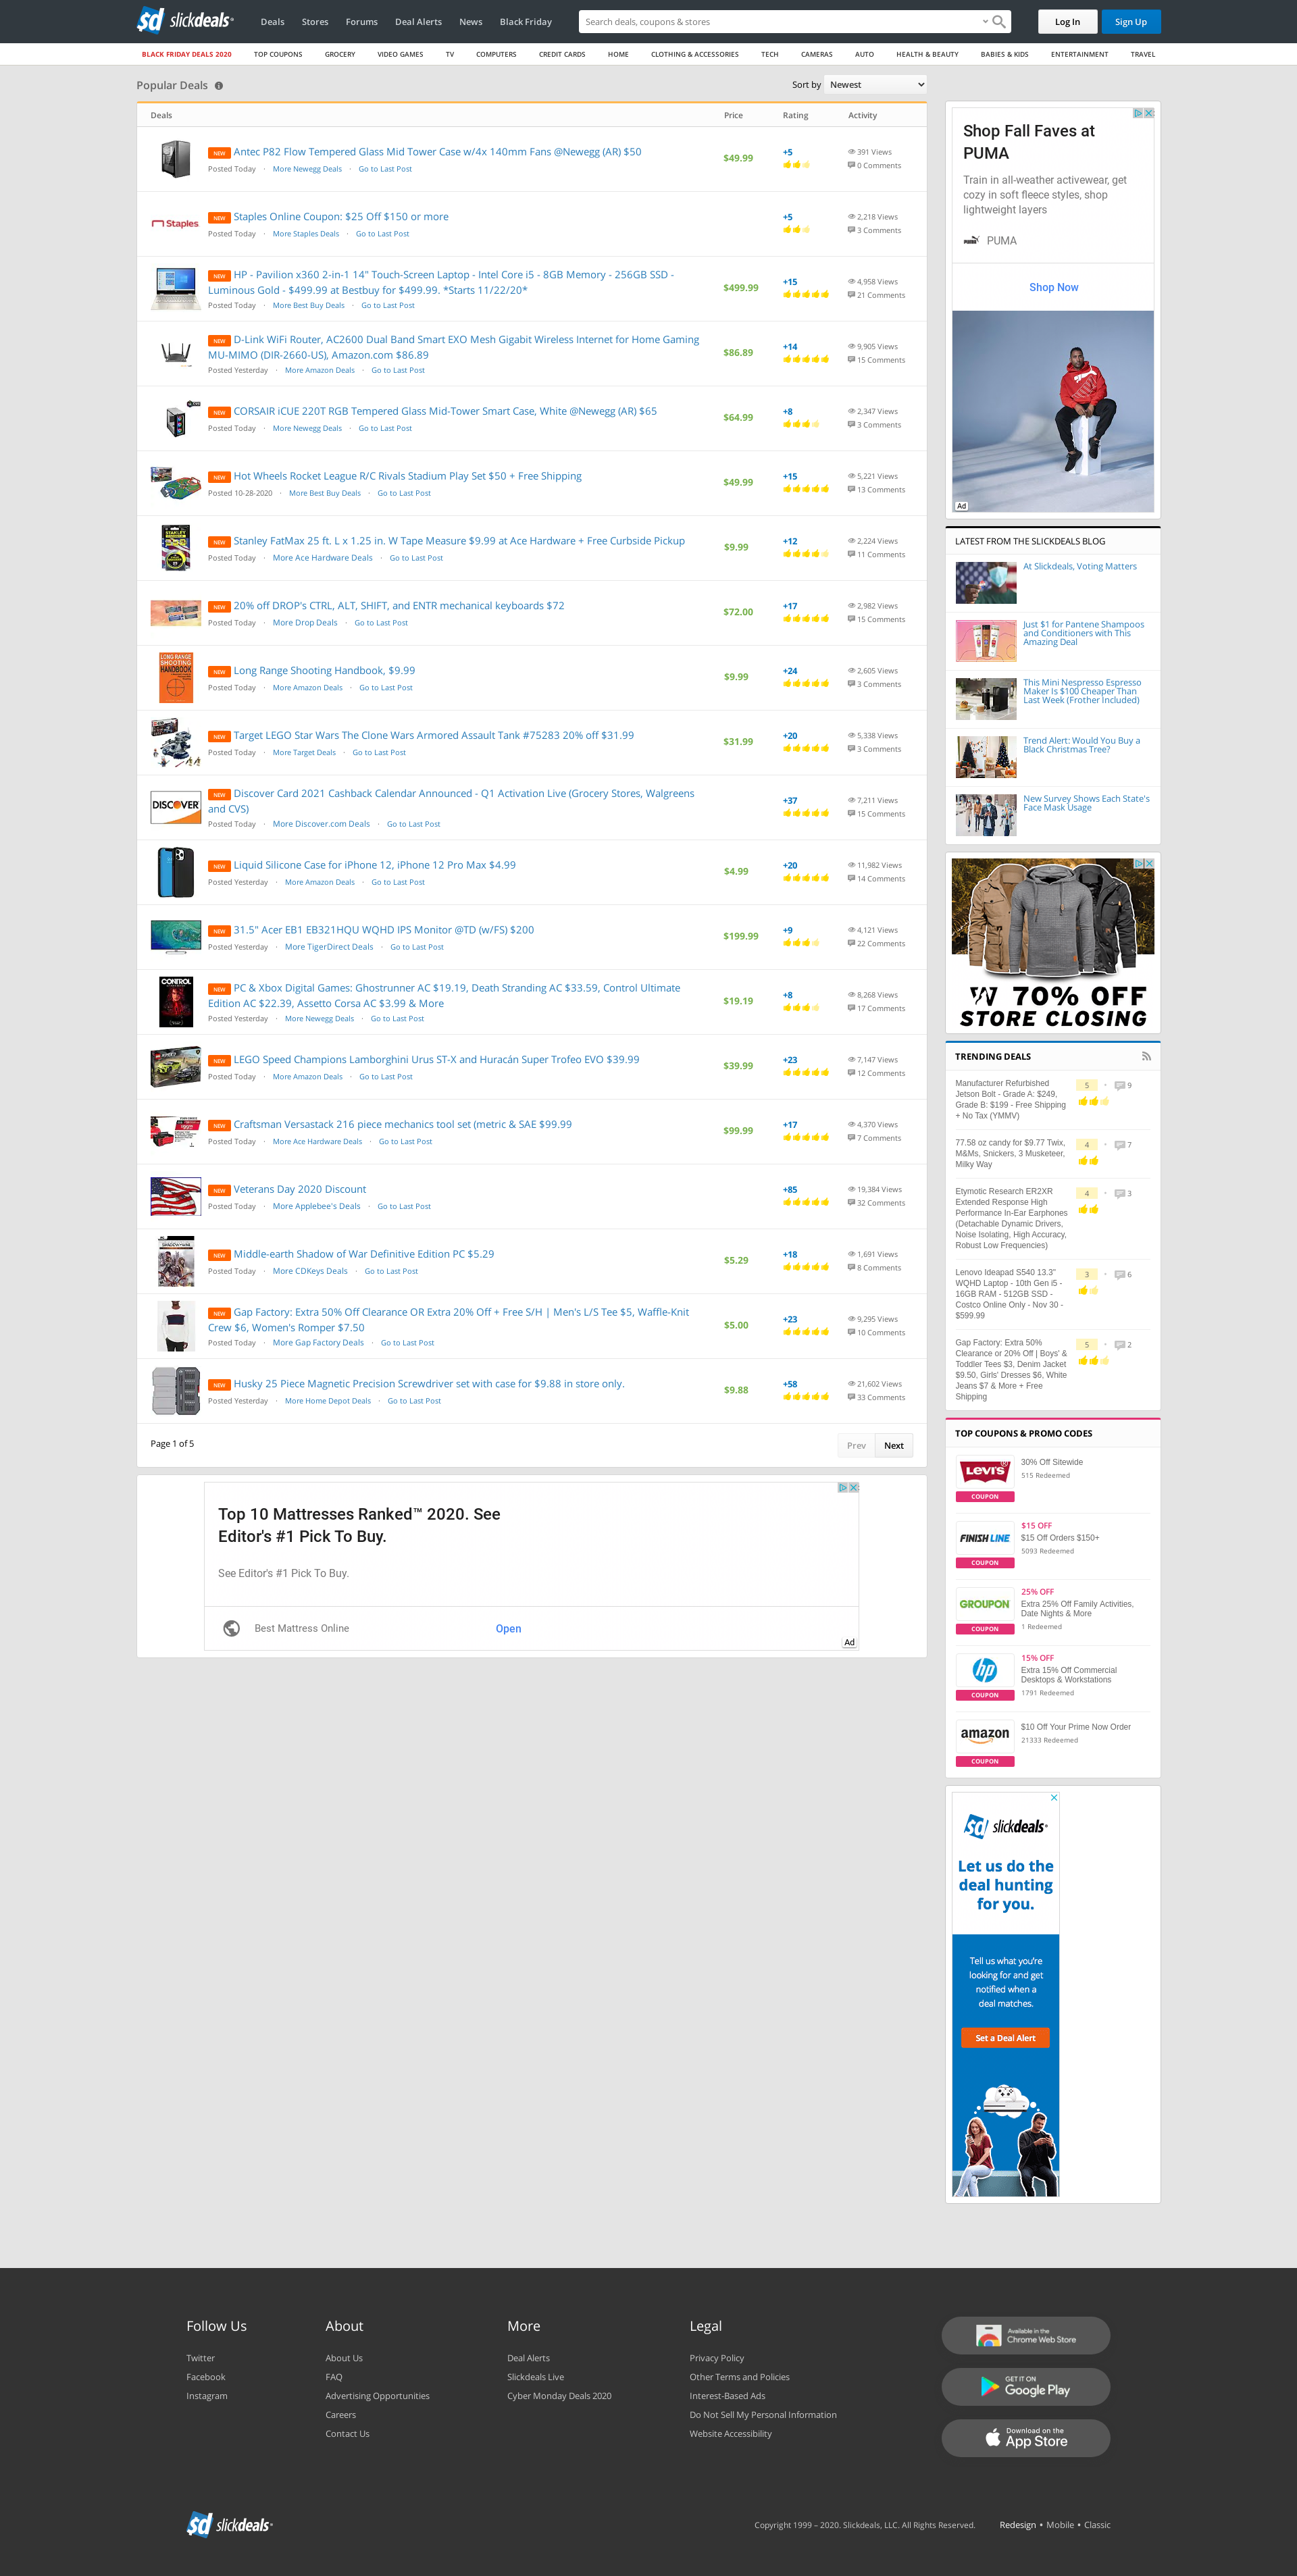 sd slickdeals
Deals Stores Forums Deal Alerts News Black Friday
Search deals, coupons & stores
Log In
Sign Up
BLACK FRIDAY DEALS 2020 TOP COUPONS GROCERY VIDEO GAMES TV COMPUTERS CREDIT CARDS HOME CLOTHING & ACCESSORIES TECH CAMERAS AUTO HEALTH & BEAUTY BABIES & KIDS ENTERTAINMENT TRAVEL
Popular Deals
Sort by Newest
Deals Price Rating Activity
NEW Antec P82 Flow Tempered Glass Mid Tower Case w/4x 140mm Fans @Newegg (AR) $50
Posted Today · More Newegg Deals · Go to Last Post
$49.99
+5
391 Views
0 Comments
Staples
NEW Staples Online Coupon: $25 Off $150 or more
Posted Today · More Staples Deals · Go to Last Post
+5
2,218 Views
3 Comments
NEW HP - Pavilion x360 2-in-1 14" Touch-Screen Laptop - Intel Core i5 - 8GB Memory - 256GB SSD -
Luminous Gold - $499.99 at Bestbuy for $499.99. *Starts 11/22/20*
Posted Today · More Best Buy Deals · Go to Last Post
$499.99
+15
4,958 Views
21 Comments
NEW D-Link WiFi Router, AC2600 Dual Band Smart EXO Mesh Gigabit Wireless Internet for Home Gaming
MU-MIMO (DIR-2660-US), Amazon.com $86.89
Posted Yesterday · More Amazon Deals · Go to Last Post
$86.89
+14
9,905 Views
15 Comments
NEW CORSAIR iCUE 220T RGB Tempered Glass Mid-Tower Smart Case, White @Newegg (AR) $65
Posted Today · More Newegg Deals · Go to Last Post
$64.99
+8
2,347 Views
3 Comments
NEW Hot Wheels Rocket League R/C Rivals Stadium Play Set $50 + Free Shipping
Posted 10-28-2020 · More Best Buy Deals · Go to Last Post
$49.99
+15
5,221 Views
13 Comments
NEW Stanley FatMax 25 ft. L x 1.25 in. W Tape Measure $9.99 at Ace Hardware + Free Curbside Pickup
Posted Today · More Ace Hardware Deals · Go to Last Post
$9.99
+12
2,224 Views
11 Comments
NEW 20% off DROP's CTRL, ALT, SHIFT, and ENTR mechanical keyboards $72
Posted Today · More Drop Deals · Go to Last Post
$72.00
+17
2,982 Views
15 Comments
LONG RANGE
SHOOTING
HANDBOOK
NEW Long Range Shooting Handbook, $9.99
Posted Today · More Amazon Deals · Go to Last Post
$9.99
+24
2,605 Views
3 Comments
NEW Target LEGO Star Wars The Clone Wars Armored Assault Tank #75283 20% off $31.99
Posted Today · More Target Deals · Go to Last Post
$31.99
+20
5,338 Views
3 Comments
DISCOVER
NEW Discover Card 2021 Cashback Calendar Announced - Q1 Activation Live (Grocery Stores, Walgreens
and CVS)
Posted Today · More Discover.com Deals · Go to Last Post
+37
7,211 Views
15 Comments
NEW Liquid Silicone Case for iPhone 12, iPhone 12 Pro Max $4.99
Posted Yesterday · More Amazon Deals · Go to Last Post
$4.99
+20
11,982 Views
14 Comments
NEW 31.5" Acer EB1 EB321HQU WQHD IPS Monitor @TD (w/FS) $200
Posted Yesterday · More TigerDirect Deals · Go to Last Post
$199.99
+9
4,121 Views
22 Comments
CONTROL
NEW PC & Xbox Digital Games: Ghostrunner AC $19.19, Death Stranding AC $33.59, Control Ultimate
Edition AC $22.39, Assetto Corsa AC $3.99 & More
Posted Yesterday · More Newegg Deals · Go to Last Post
$19.19
+8
8,268 Views
17 Comments
NEW LEGO Speed Champions Lamborghini Urus ST-X and Huracán Super Trofeo EVO $39.99
Posted Today · More Amazon Deals · Go to Last Post
$39.99
+23
7,147 Views
12 Comments
NEW Craftsman Versastack 216 piece mechanics tool set (metric & SAE $99.99
Posted Today · More Ace Hardware Deals · Go to Last Post
$99.99
+17
4,370 Views
7 Comments
NEW Veterans Day 2020 Discount
Posted Today · More Applebee's Deals · Go to Last Post
+85
19,384 Views
32 Comments
NEW Middle-earth Shadow of War Definitive Edition PC $5.29
Posted Today · More CDKeys Deals · Go to Last Post
$5.29
+18
1,691 Views
8 Comments
NEW Gap Factory: Extra 50% Off Clearance OR Extra 20% Off + Free S/H | Men's L/S Tee $5, Waffle-Knit
Crew $6, Women's Romper $7.50
Posted Today · More Gap Factory Deals · Go to Last Post
$5.00
+23
9,295 Views
10 Comments
NEW Husky 25 Piece Magnetic Precision Screwdriver set with case for $9.88 in store only.
Posted Yesterday · More Home Depot Deals · Go to Last Post
$9.88
+58
21,602 Views
33 Comments
Page 1 of 5
Prev Next
Top 10 Mattresses Ranked™ 2020. See
Editor's #1 Pick To Buy.
See Editor's #1 Pick To Buy.
Best Mattress Online
Open
Ad
Shop Fall Faves at
PUMA
Train in all-weather activewear, get
cozy in soft fleece styles, shop
lightweight layers
PUMA
Shop Now
Ad
LATEST FROM THE SLICKDEALS BLOG
At Slickdeals, Voting Matters
Just $1 for Pantene Shampoos
and Conditioners with This
Amazing Deal
This Mini Nespresso Espresso
Maker Is $100 Cheaper Than
Last Week (Frother Included)
Trend Alert: Would You Buy a
Black Christmas Tree?
New Survey Shows Each State's
Face Mask Usage
70% OFF
STORE CLOSING
TRENDING DEALS
Manufacturer Refurbished
Jetson Bolt - Grade A: $249,
Grade B: $199 - Free Shipping
+ No Tax (YMMV)
5 · 9
77.58 oz candy for $9.77 Twix,
M&Ms, Snickers, 3 Musketeer,
Milky Way
4 · 7
Etymotic Research ER2XR
Extended Response High
Performance In-Ear Earphones
(Detachable Dynamic Drivers,
Noise Isolating, High Accuracy,
Robust Low Frequencies)
4 · 3
Lenovo Ideapad S540 13.3"
WQHD Laptop - 10th Gen i5 -
16GB RAM - 512GB SSD -
Costco Online Only - Nov 30 -
$599.99
3 · 6
Gap Factory: Extra 50%
Clearance or 20% Off | Boys' &
Toddler Tees $3, Denim Jacket
$9.50, Girls' Dresses $6, White
Jeans $7 & More + Free
Shipping
5 · 2
TOP COUPONS & PROMO CODES
LEVI'S
COUPON
30% Off Sitewide
515 Redeemed
FINISH LINE
COUPON
$15 OFF
$15 Off Orders $150+
5093 Redeemed
GROUPON
COUPON
25% OFF
Extra 25% Off Family Activities,
Date Nights & More
1 Redeemed
hp
COUPON
15% OFF
Extra 15% Off Commercial
Desktops & Workstations
1791 Redeemed
amazon
COUPON
$10 Off Your Prime Now Order
21333 Redeemed
sd slickdeals
Let us do the
deal hunting
for you.
Tell us what you're
looking for and get
notified when a
deal matches.
Set a Deal Alert
Follow Us
Twitter
Facebook
Instagram
About
About Us
FAQ
Advertising Opportunities
Careers
Contact Us
More
Deal Alerts
Slickdeals Live
Cyber Monday Deals 2020
Legal
Privacy Policy
Other Terms and Policies
Interest-Based Ads
Do Not Sell My Personal Information
Website Accessibility
Available in the
Chrome Web Store
GET IT ON
Google Play
Download on the
App Store
sd slickdeals
Copyright 1999 – 2020. Slickdeals, LLC. All Rights Reserved.
Redesign • Mobile • Classic